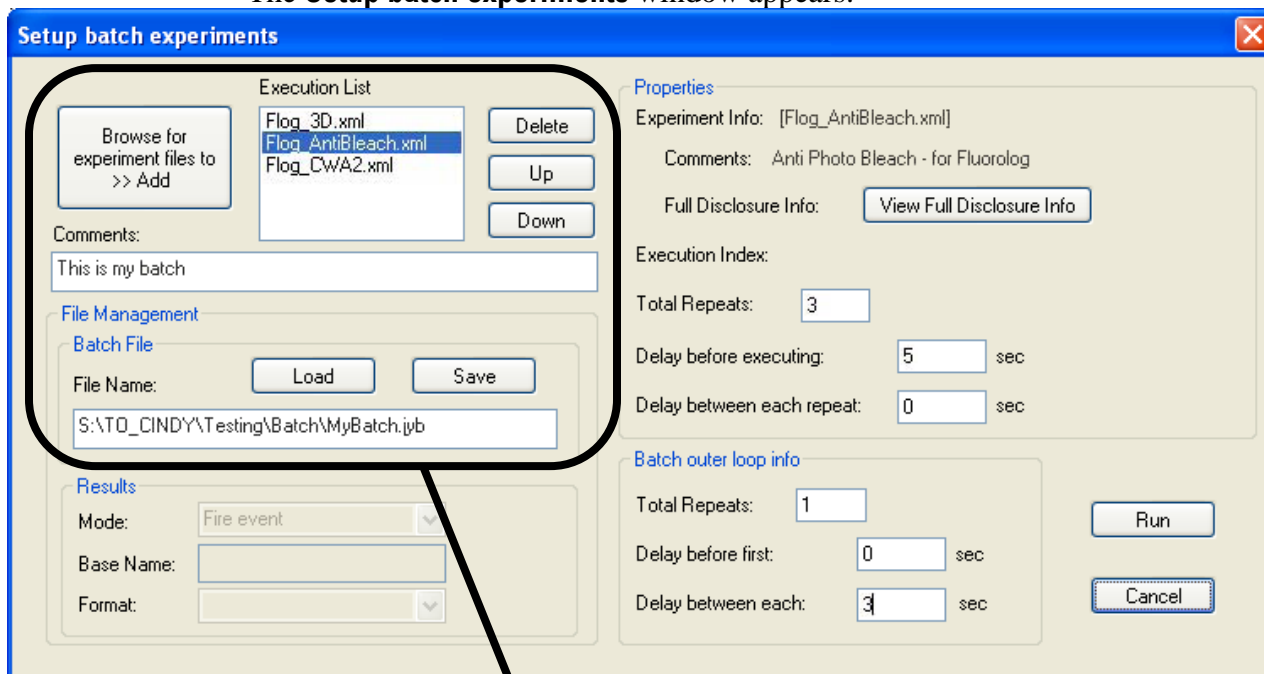 The Setup batch experiments window appears.
Setup batch experiments
Execution List
Browse for
experiment files to
>> Add
Flog_3D.xml
Flog_AntiBleach.xml
Flog_CWA2.xml
Delete
Up
Down
Comments:
This is my batch
File Management
Batch File
File Name:
Load
Save
S:\TO_CINDY\Testing\Batch\MyBatch.jyb
Results
Mode: Fire event
Base Name:
Format:
Properties
Experiment Info: [Flog_AntiBleach.xml]
Comments: Anti Photo Bleach - for Fluorolog
Full Disclosure Info: View Full Disclosure Info
Execution Index:
Total Repeats: 3
Delay before executing: 5 sec
Delay between each repeat: 0 sec
Batch outer loop info
Total Repeats: 1
Delay before first: 0 sec
Delay between each: 3 sec
Run
Cancel